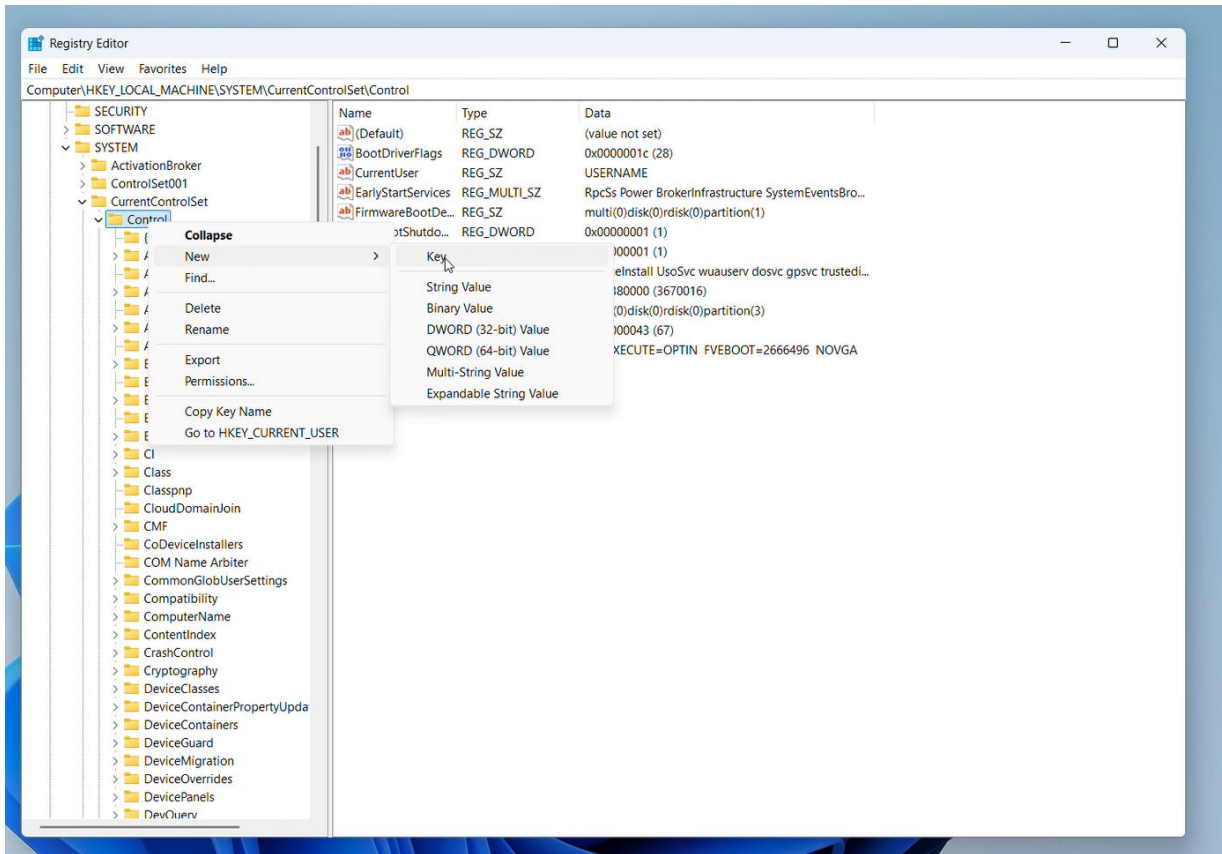 Registry Editor
File Edit View Favorites Help
Computer\HKEY_LOCAL_MACHINE\SYSTEM\CurrentControlSet\Control
SECURITY
SOFTWARE
SYSTEM
ActivationBroker
ControlSet001
CurrentControlSet
Control
Collapse
New
Find...
Delete
Rename
Export
Permissions...
Copy Key Name
Go to HKEY_CURRENT_USER
Key
String Value
Binary Value
DWORD (32-bit) Value
QWORD (64-bit) Value
Multi-String Value
Expandable String Value
CI
Class
Classpnp
CloudDomainJoin
CMF
CoDeviceInstallers
COM Name Arbiter
CommonGlobUserSettings
Compatibility
ComputerName
ContentIndex
CrashControl
Cryptography
DeviceClasses
DeviceContainerPropertyUpda
DeviceContainers
DeviceGuard
DeviceMigration
DeviceOverrides
DevicePanels
DevQuery
Name Type Data
(Default) REG_SZ (value not set)
BootDriverFlags REG_DWORD 0x0000001c (28)
CurrentUser REG_SZ USERNAME
EarlyStartServices REG_MULTI_SZ RpcSs Power BrokerInfrastructure SystemEventsBro...
FirmwareBootDe... REG_SZ multi(0)disk(0)rdisk(0)partition(1)
otShutdo... REG_DWORD 0x00000001 (1)
00001 (1)
eInstall UsoSvc wuauserv dosvc gpsvc trustedi...
80000 (3670016)
(0)disk(0)rdisk(0)partition(3)
000043 (67)
XECUTE=OPTIN FVEBOOT=2666496 NOVGA